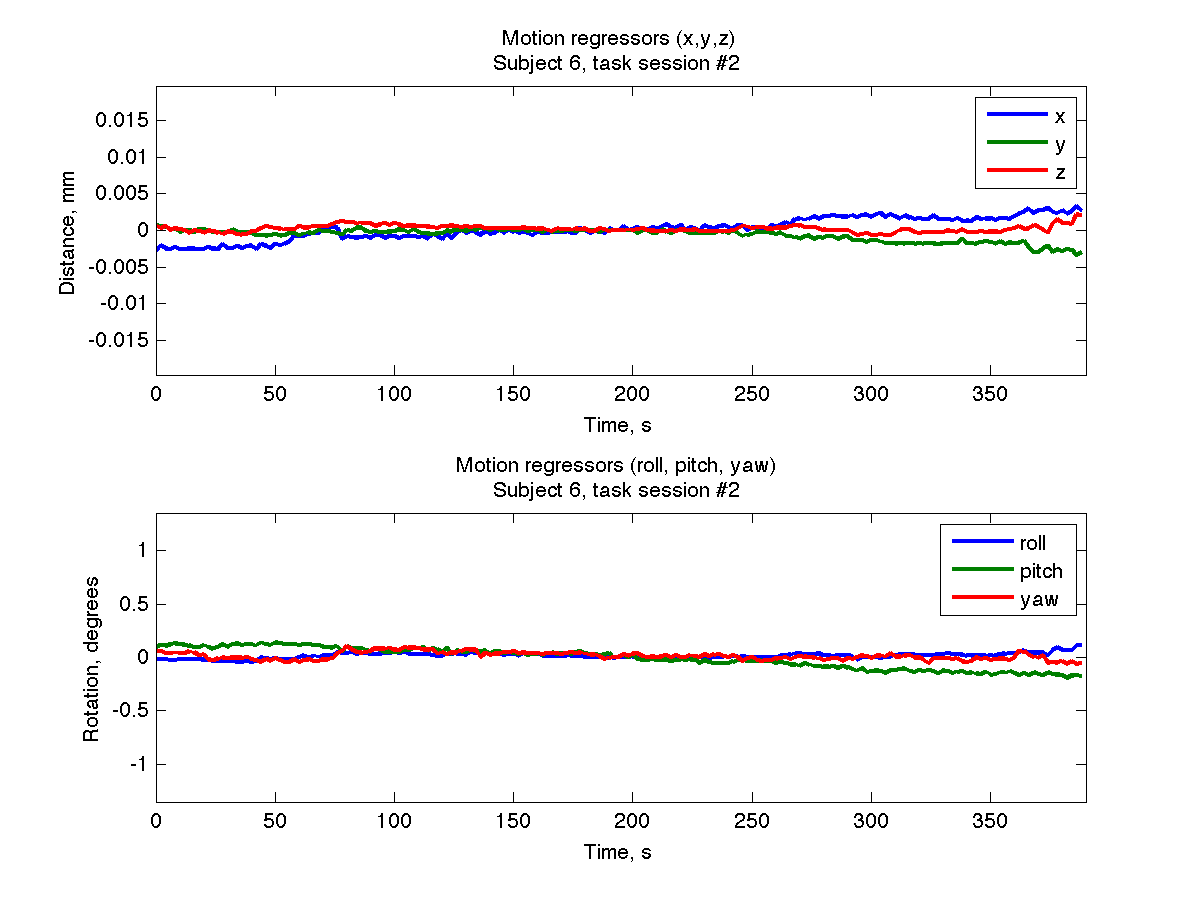 Motion regressors (x,y,z)
Subject 6, task session #2
0.015
0.01
0.005
0
-0.005
-0.01
-0.015
Distance, mm
x
y
z
0 50 100 150 200 250 300 350
Time, s
Motion regressors (roll, pitch, yaw)
Subject 6, task session #2
1
0.5
0
-0.5
-1
Rotation, degrees
roll
pitch
yaw
0 50 100 150 200 250 300 350
Time, s